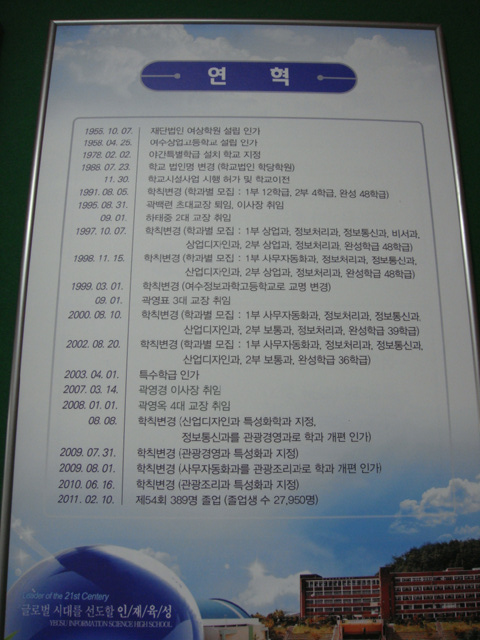 연 혁
1955. 10. 07. 재단법인 여상학원 설립 인가
1956. 04. 25. 여수상업고등학교 설립 인가
1978. 02. 02. 야간특별학급 설치 학교 지정
1988. 07. 23. 학교 법인명 변경 (학교법인 학당학원)
11. 30. 학교시설사업 시행 허가 및 학교이전
1991. 08. 05. 학칙변경 (학과별 모집 : 1부 12학급, 2부 4학급, 완성 48학급)
1995. 08. 31. 곽백련 초대교장 퇴임, 이사장 취임
09. 01. 하태중 2대 교장 취임
1997. 10. 07. 학칙변경 (학과별 모집 : 1부 상업과, 정보처리과, 정보통신과, 비서과,
상업디자인과, 2부 상업과, 정보처리과, 완성학급 48학급)
1998. 11. 15. 학칙변경 (학과별 모집 : 1부 사무자동화과, 정보처리과, 정보통신과,
산업디자인과, 2부 상업과, 정보처리과, 완성학급 48학급)
1999. 03. 01. 학칙변경 (여수정보과학고등학교로 교명 변경)
09. 01. 곽영표 3대 교장 취임
2000. 08. 10. 학칙변경 (학과별 모집 : 1부 사무자동화과, 정보처리과, 정보통신과
산업디자인과, 2부 보통과, 정보처리과, 완성학급 39학급)
2002. 08. 20. 학칙변경 (학과별 모집 : 1부 사무자동화과, 정보처리과, 정보통신과,
산업디자인과, 2부 보통과, 완성학급 36학급)
2003. 04. 01. 특수학급 인가
2007. 03. 14. 곽영경 이사장 취임
2008. 01. 01. 곽영옥 4대 교장 취임
08. 08. 학칙변경 (산업디자인과 특성화학과 지정,
정보통신과를 관광경영과로 학과 개편 인가)
2009. 07. 31. 학칙변경 (관광경영과 특성화과 지정)
2009. 08. 01. 학칙변경 (사무자동화과를 관광조리과로 학과 개편 인가)
2010. 06. 16. 학칙변경 (관광조리과 특성화과 지정)
2011. 02. 10. 제54회 389명 졸업 (졸업생 수 27,950명)
Leader of the 21st Centery
글로벌 시대를 선도할 인/재/육/성
YEOSU INFORMATION SCIENCE HIGH SCHOOL